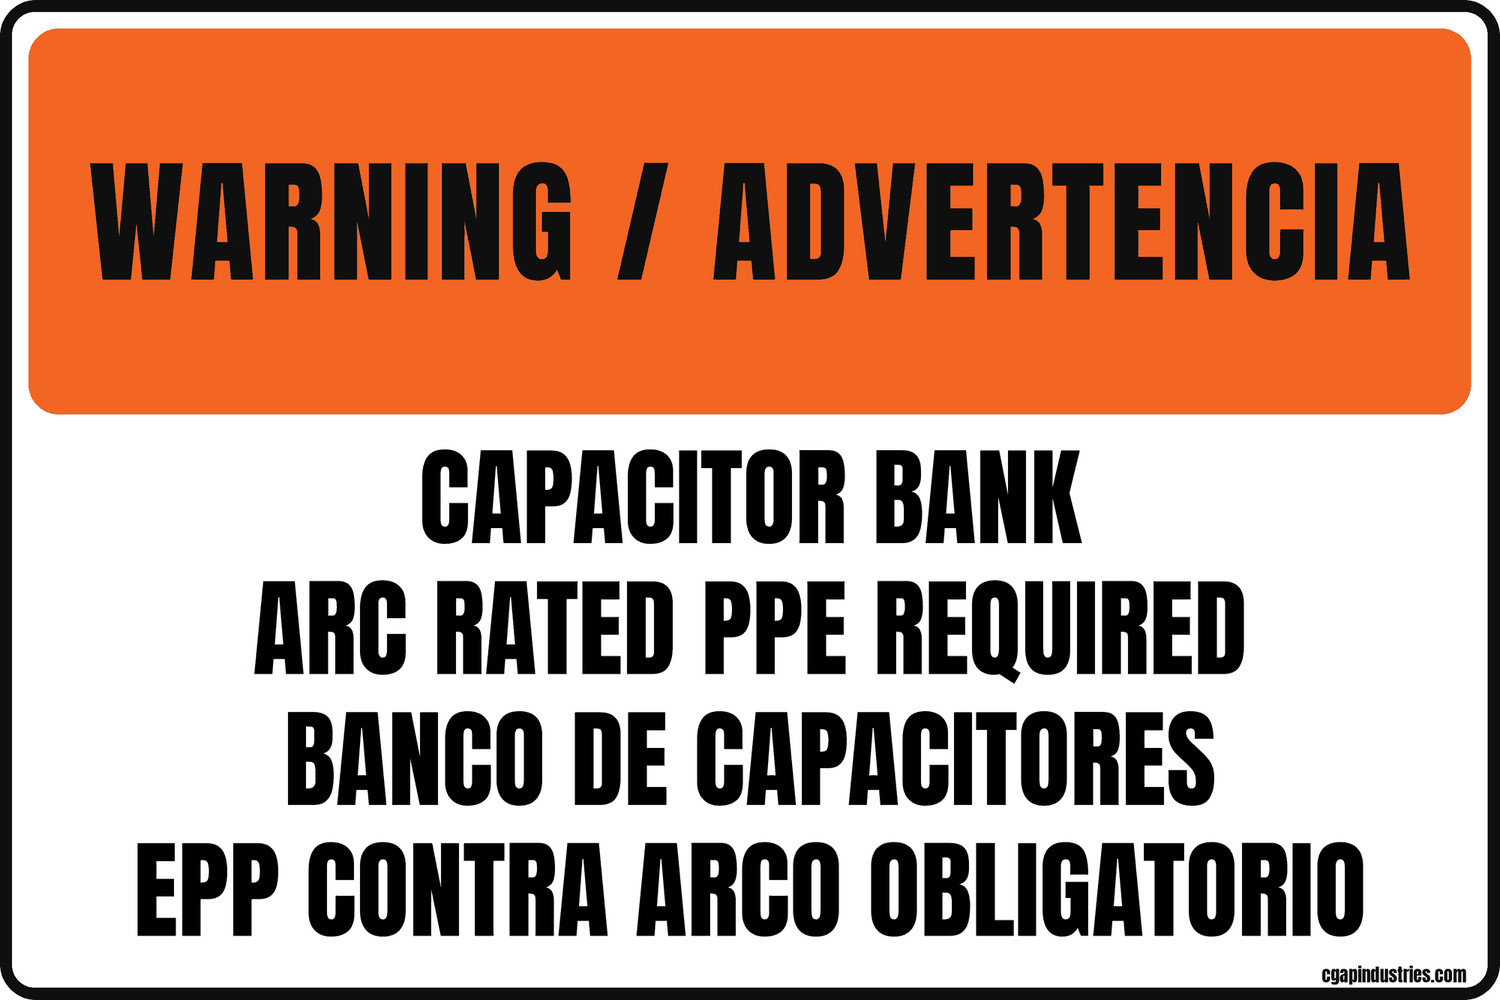 WARNING / ADVERTENCIA
CAPACITOR BANK
ARC RATED PPE REQUIRED
BANCO DE CAPACITORES
EPP CONTRA ARCO OBLIGATORIO
cgapindustries.com